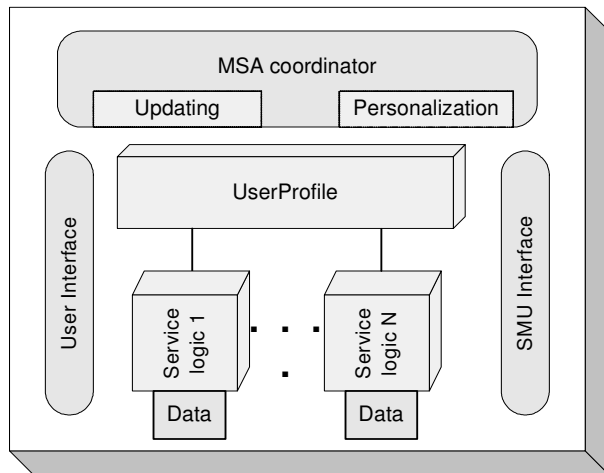 MSA coordinator
Updating
Personalization
UserProfile
User Interface
SMU Interface
Service
logic 1
. . .
.
Service
logic N
Data
Data